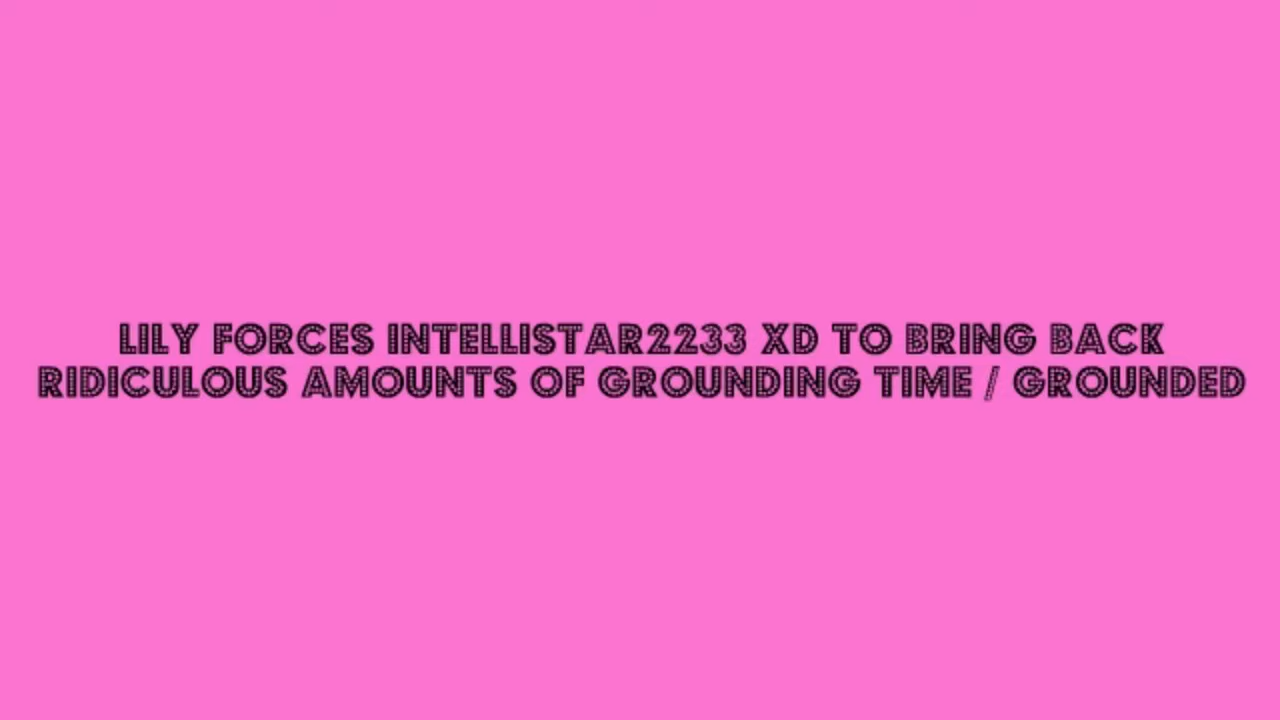 LILY FORCES INTELLISTAR2233 XD TO BRING BACK
RIDICULOUS AMOUNTS OF GROUNDING TIME / GROUNDED